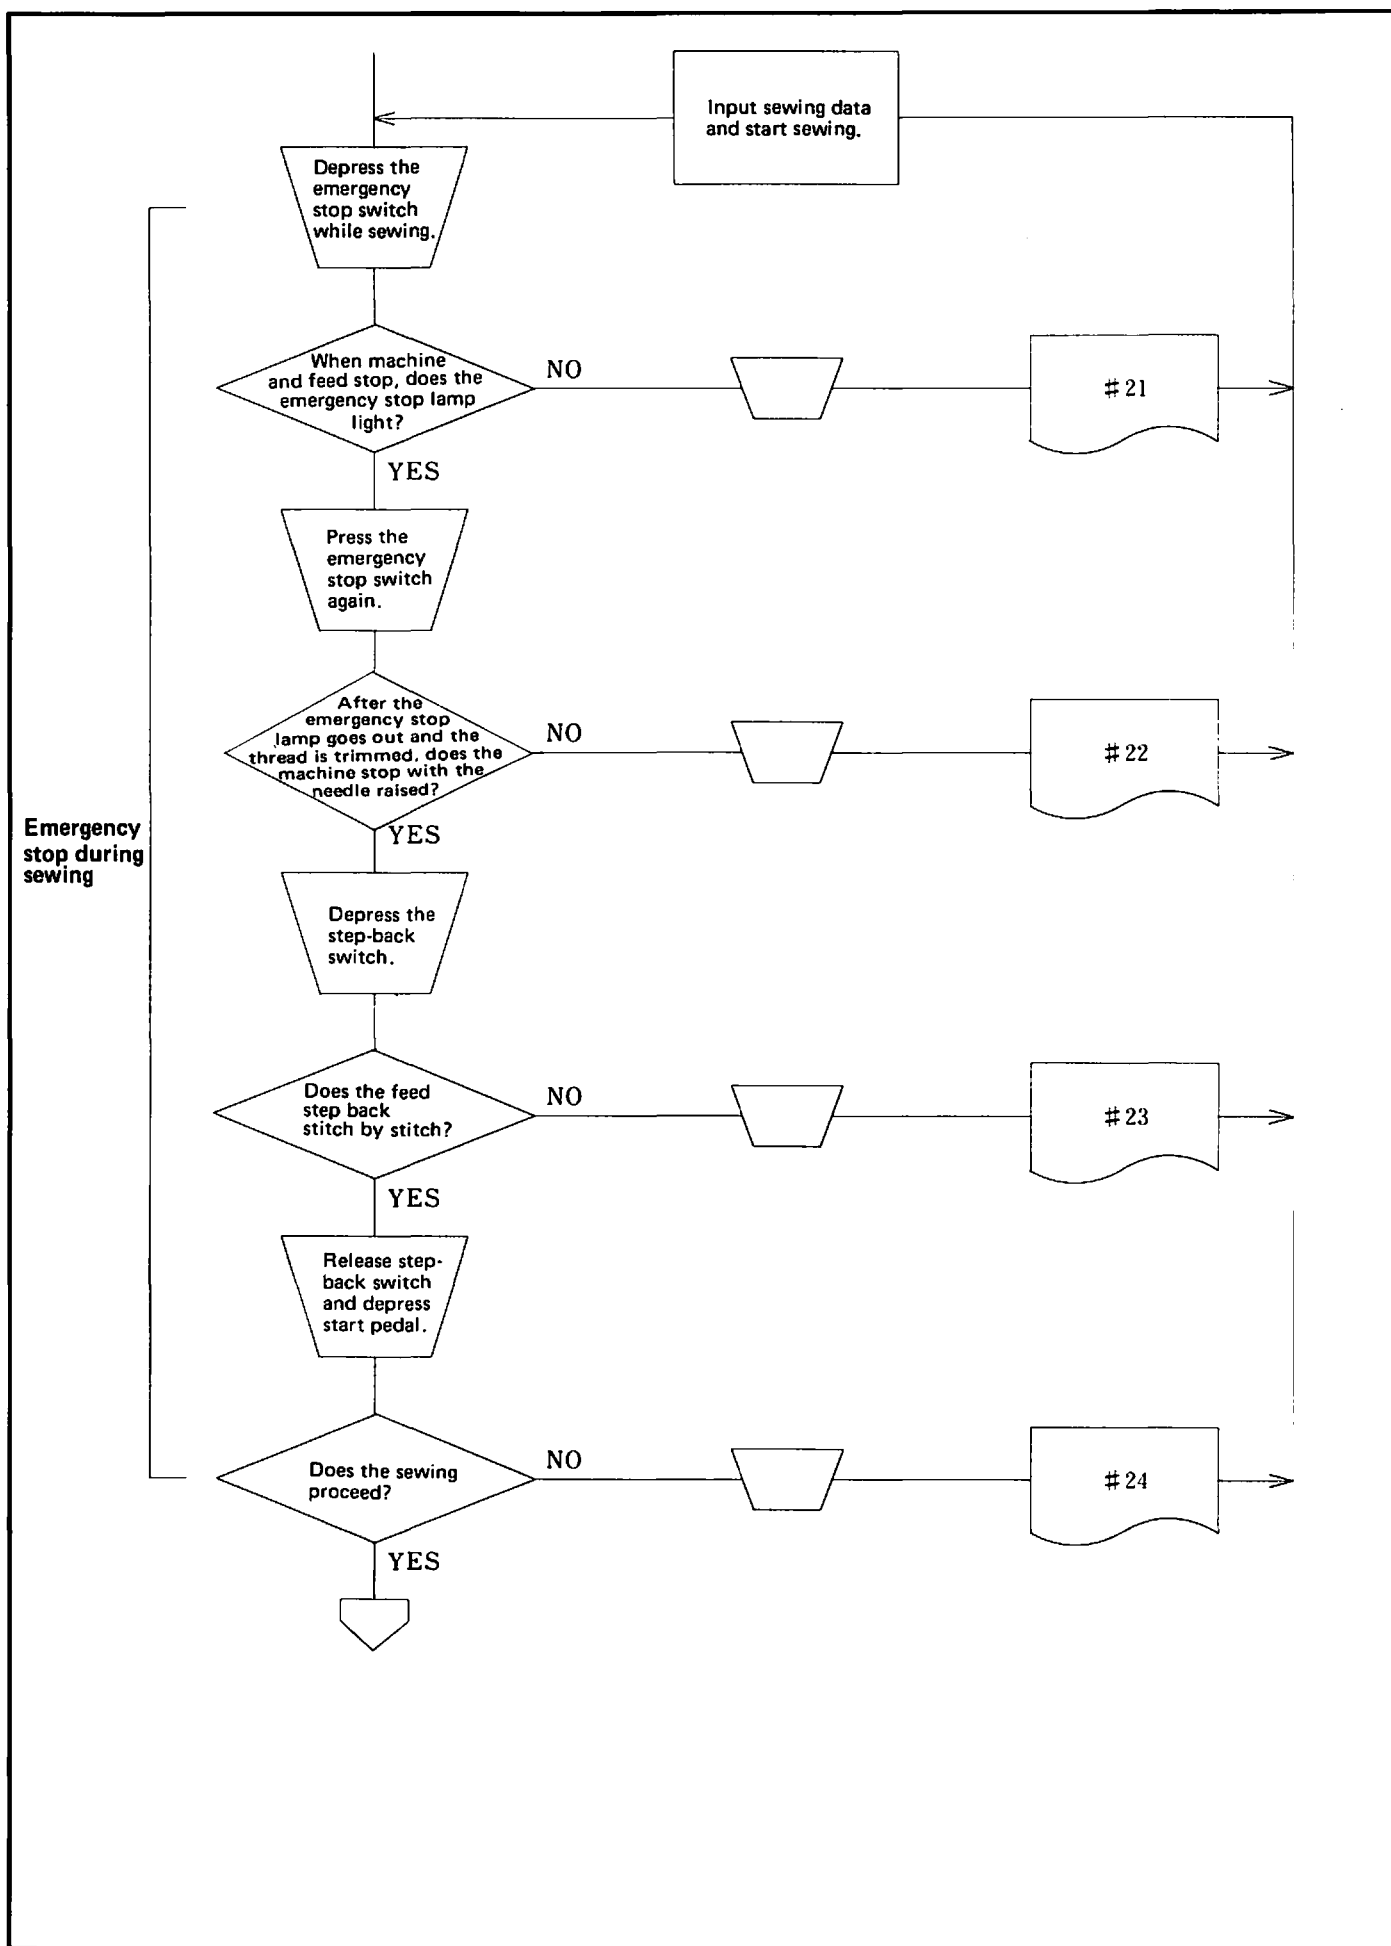 Input sewing data
and start sewing.
Depress the
emergency
stop switch
while sewing.
When machine
and feed stop, does the
emergency stop lamp
light?
NO
#21
YES
Press the
emergency
stop switch
again.
After the
emergency stop
lamp goes out and the
thread is trimmed, does the
machine stop with the
needle raised?
NO
#22
YES
Emergency
stop during
sewing
Depress the
step-back
switch.
Does the feed
step back
stitch by stitch?
NO
#23
YES
Release step-
back switch
and depress
start pedal.
Does the sewing
proceed?
NO
#24
YES